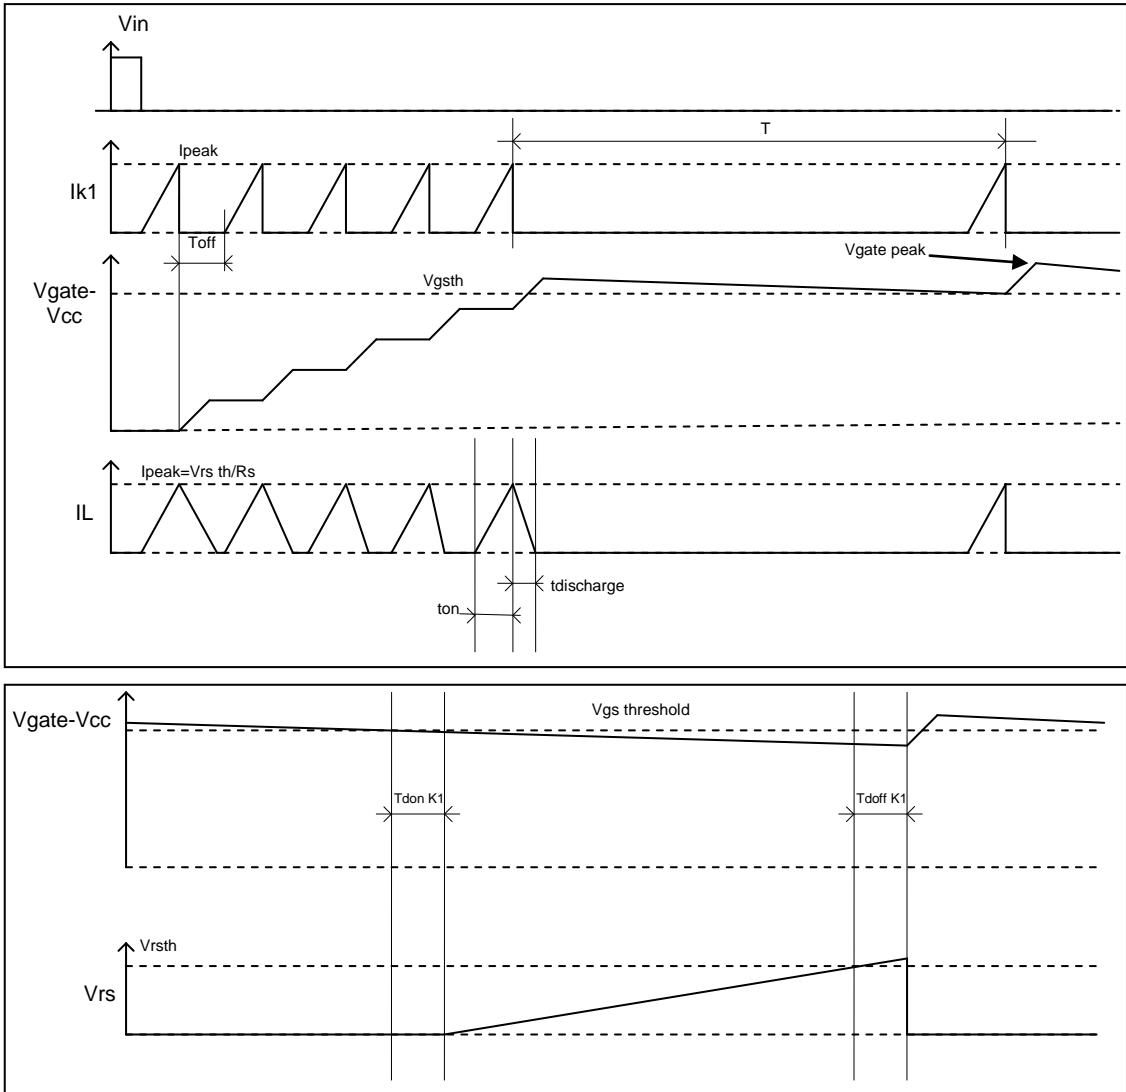 Vin
T
Ipeak
Ik1
Toff
Vgate peak
Vgate-
Vcc
Vgsth
Ipeak=Vrs th/Rs
IL
tdischarge
ton
Vgate-Vcc
Vgs threshold
Tdon K1
Tdoff K1
Vrsth
Vrs